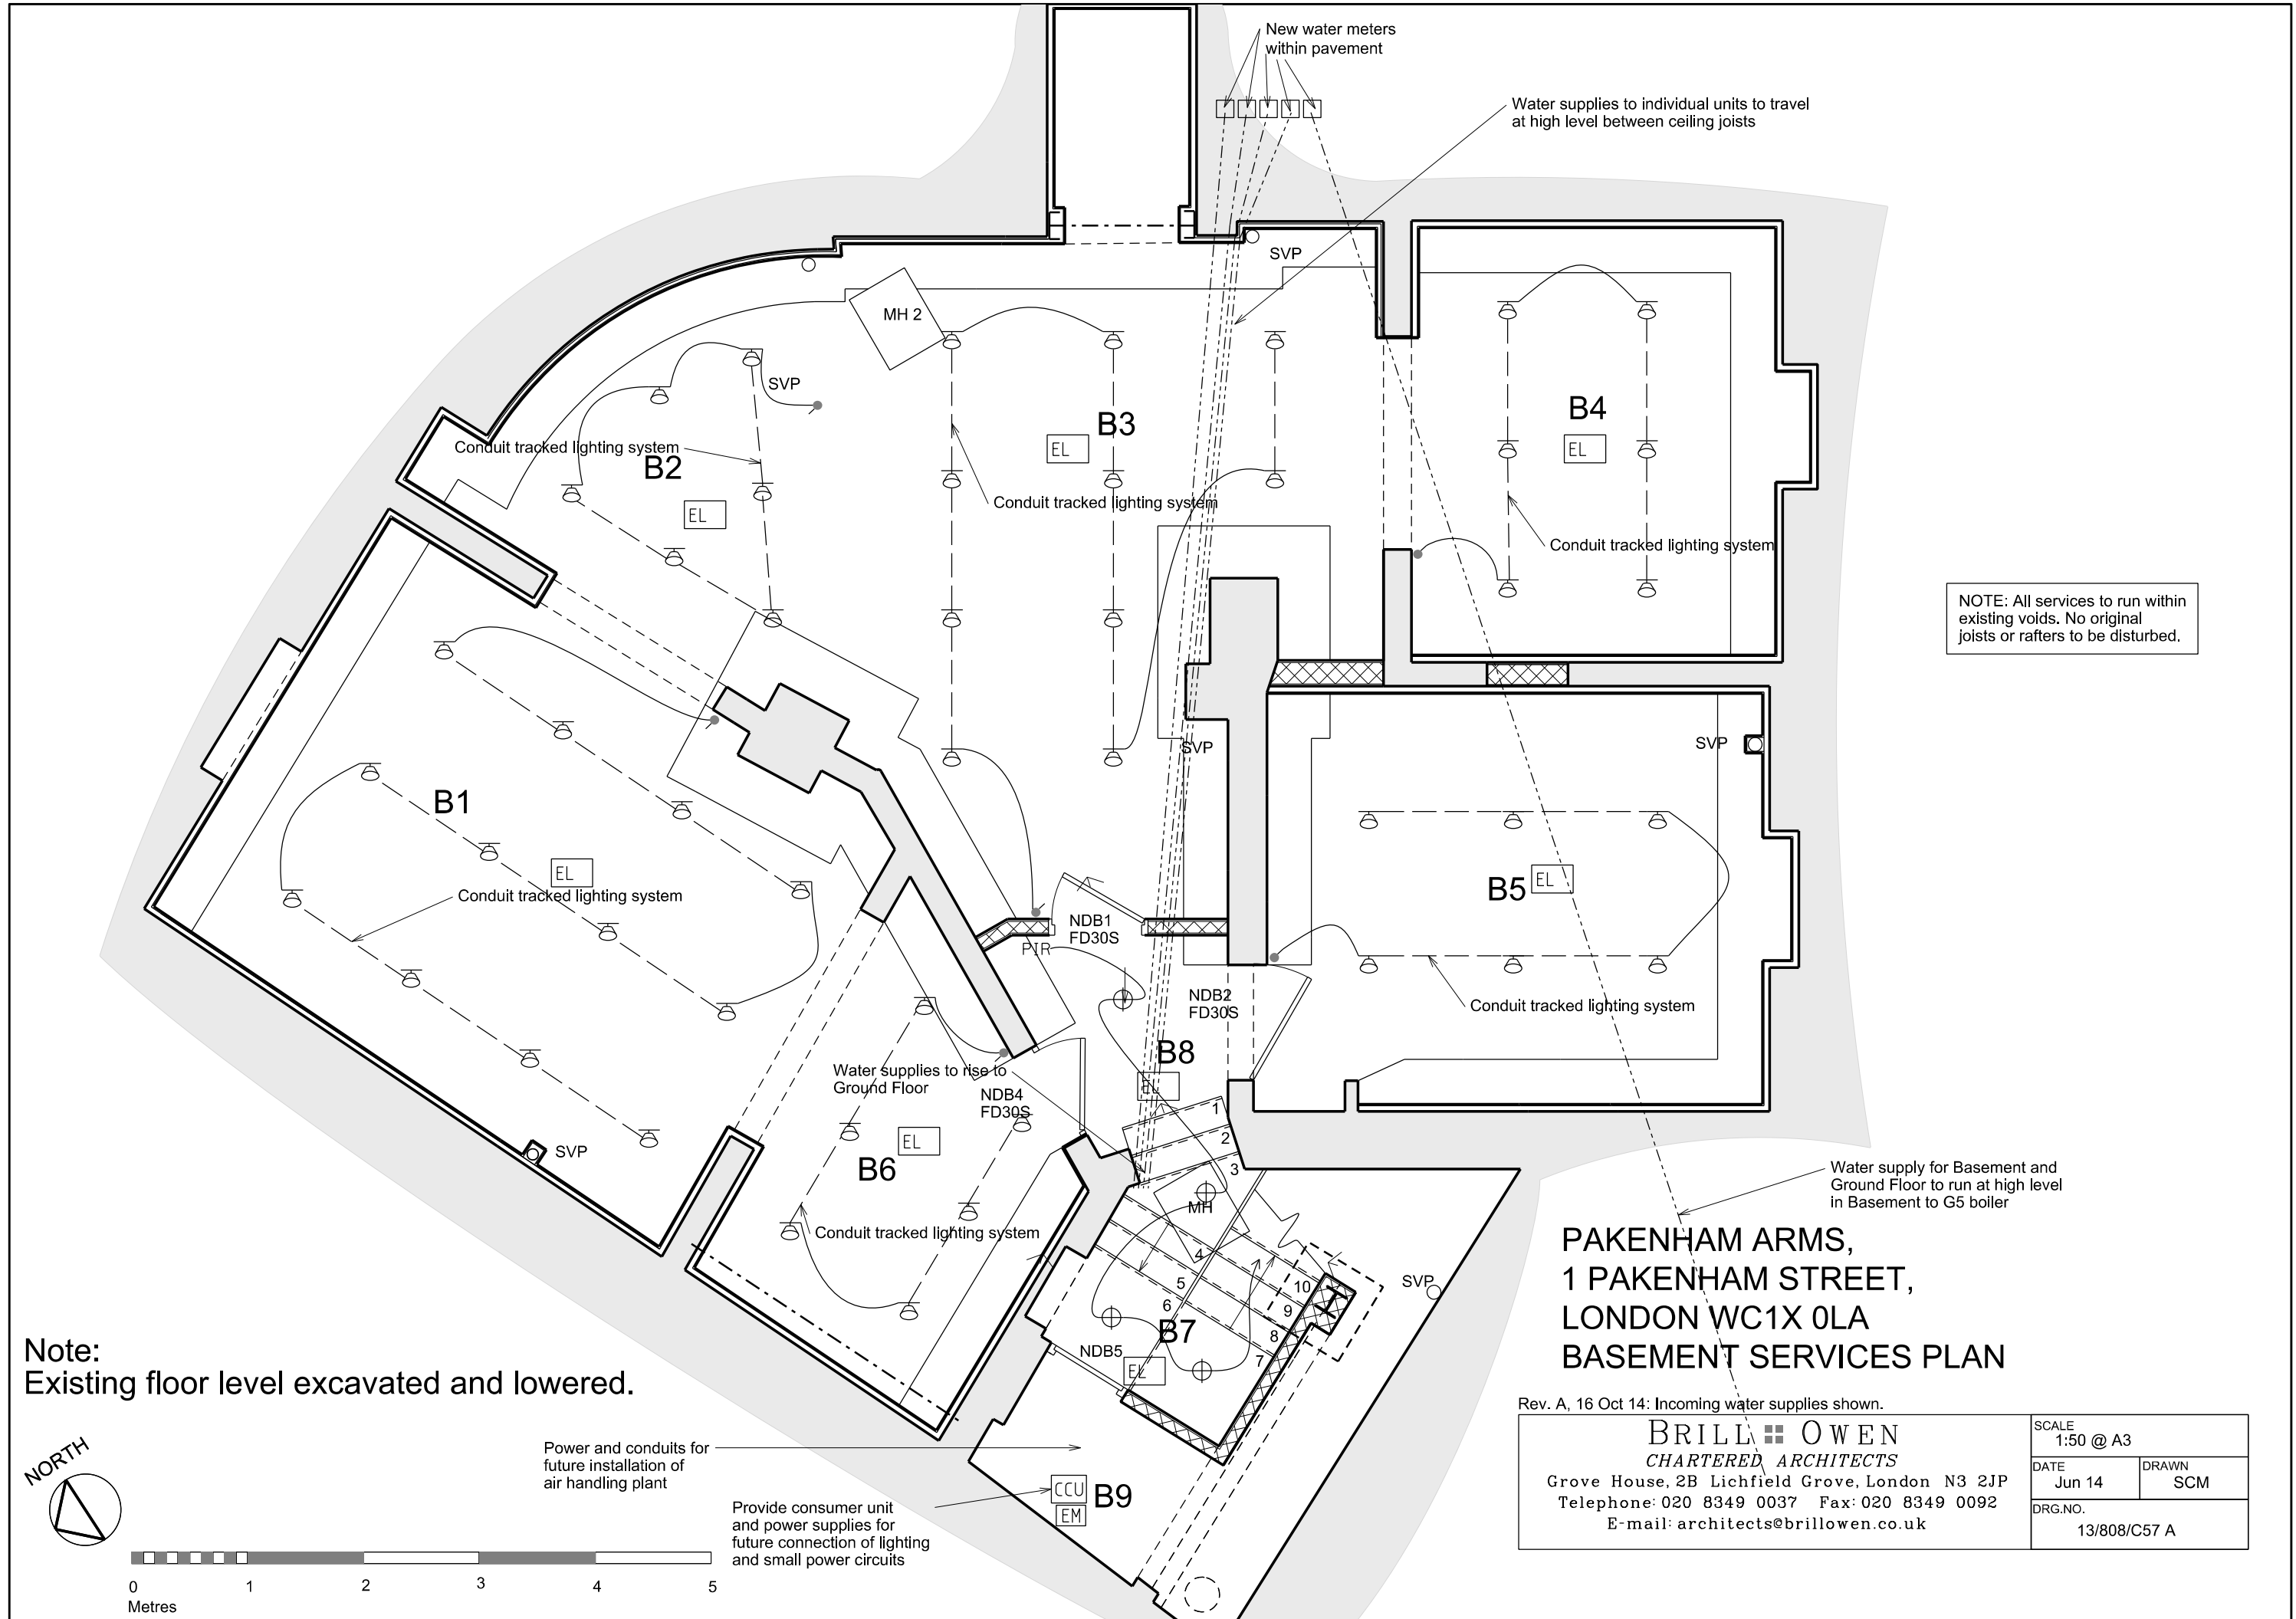 New water meters
within pavement
Water supplies to individual units to travel
at high level between ceiling joists
SVP
MH 2
SVP
B3
EL
B4
EL
Conduit tracked lighting system
B2
EL
Conduit tracked lighting system
Conduit tracked lighting system
NOTE: All services to run within
existing voids. No original
joists or rafters to be disturbed.
SVP
SVP
B1
EL
Conduit tracked lighting system
B5
EL
NDB1
FD30S
PIR
NDB2
FD30S
Conduit tracked lighting system
B8
EL
Water supplies to rise to
Ground Floor
NDB4
FD30S
1
2
3
SVP
EL
B6
MH
Conduit tracked lighting system
4
5
6
10
9
8
7
SVP
B7
NDB5
EL
Water supply for Basement and
Ground Floor to run at high level
in Basement to G5 boiler
PAKENHAM ARMS,
1 PAKENHAM STREET,
LONDON WC1X 0LA
BASEMENT SERVICES PLAN
Note:
Existing floor level excavated and lowered.
Rev. A, 16 Oct 14: Incoming water supplies shown.
BRILL OWEN
CHARTERED ARCHITECTS
Grove House, 2B Lichfield Grove, London N3 2JP
Telephone: 020 8349 0037 Fax: 020 8349 0092
E-mail: architects@brillowen.co.uk
SCALE
1:50 @ A3
DATE
Jun 14
DRAWN
SCM
DRG.NO.
13/808/C57 A
NORTH
Power and conduits for
future installation of
air handling plant
CCU
EM
B9
Provide consumer unit
and power supplies for
future connection of lighting
and small power circuits
0 1 2 3 4 5
Metres